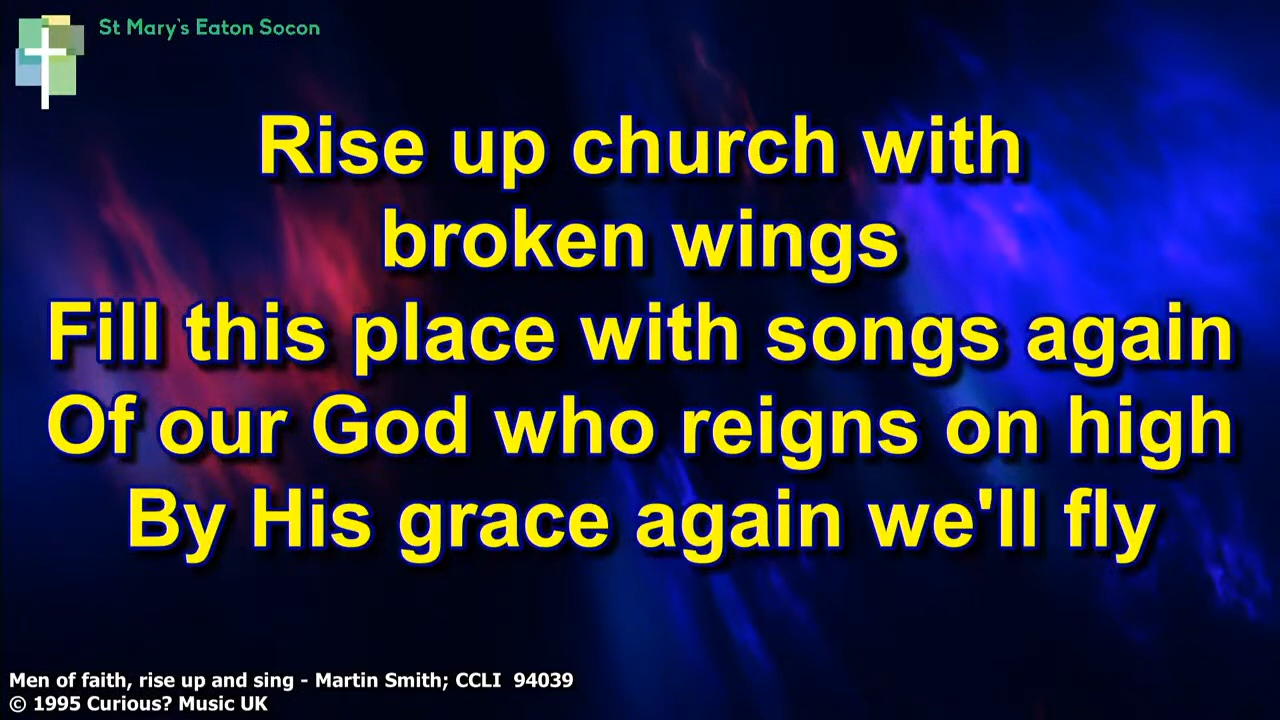 St Mary's Eaton Socon
Rise up church with
broken wings
Fill this place with songs again
Of our God who reigns on high
By His grace again we'll fly
Men of faith, rise up and sing - Martin Smith; CCLI 94039
© 1995 Curious? Music UK